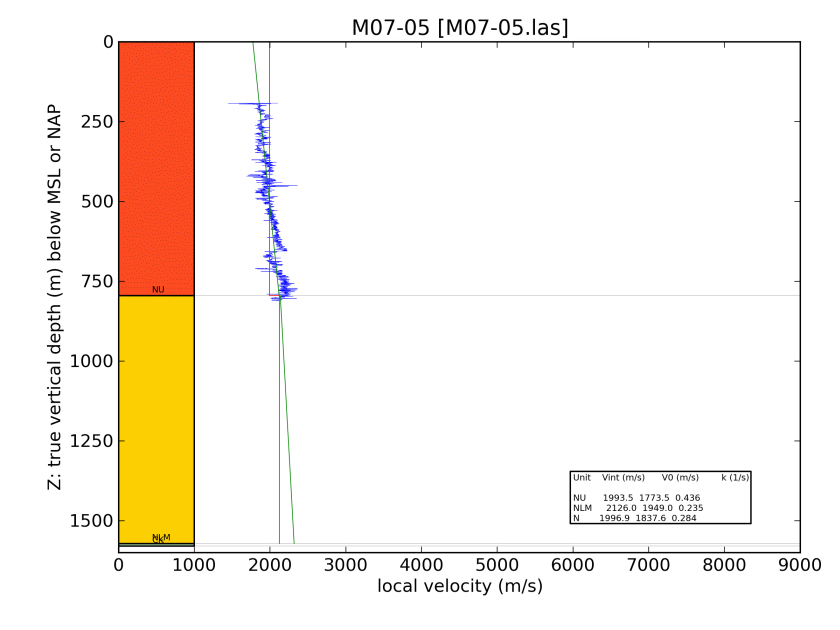 M07-05 [M07-05.las]
0
250
500
750
1000
1250
1500
Z: true vertical depth (m) below MSL or NAP
NU
NLM
CK
Unit Vint (m/s) V0 (m/s) k (1/s)
NU 1993.5 1773.5 0.436
NLM 2126.0 1949.0 0.235
N 1996.9 1837.6 0.284
0 1000 2000 3000 4000 5000 6000 7000 8000 9000
local velocity (m/s)